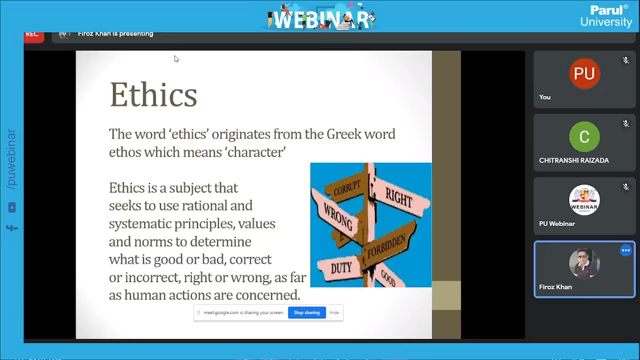 WEBINAR
Parul®
University
REC
Firoz Khan is presenting
Ethics
The word ‘ethics’ originates from the Greek word
ethos which means ‘character’
Ethics is a subject that
seeks to use rational and
systematic principles, values
and norms to determine
what is good or bad, correct
or incorrect, right or wrong, as far
as human actions are concerned.
CORRUPT
RIGHT
WRONG
FORBIDDEN
DUTY
GOOD
meet.google.com is sharing your screen.
Stop sharing
Hide
PU
You
C
CHITRANSHI RAIZADA
WEBINAR
PU Webinar
Firoz Khan
/puwebinar